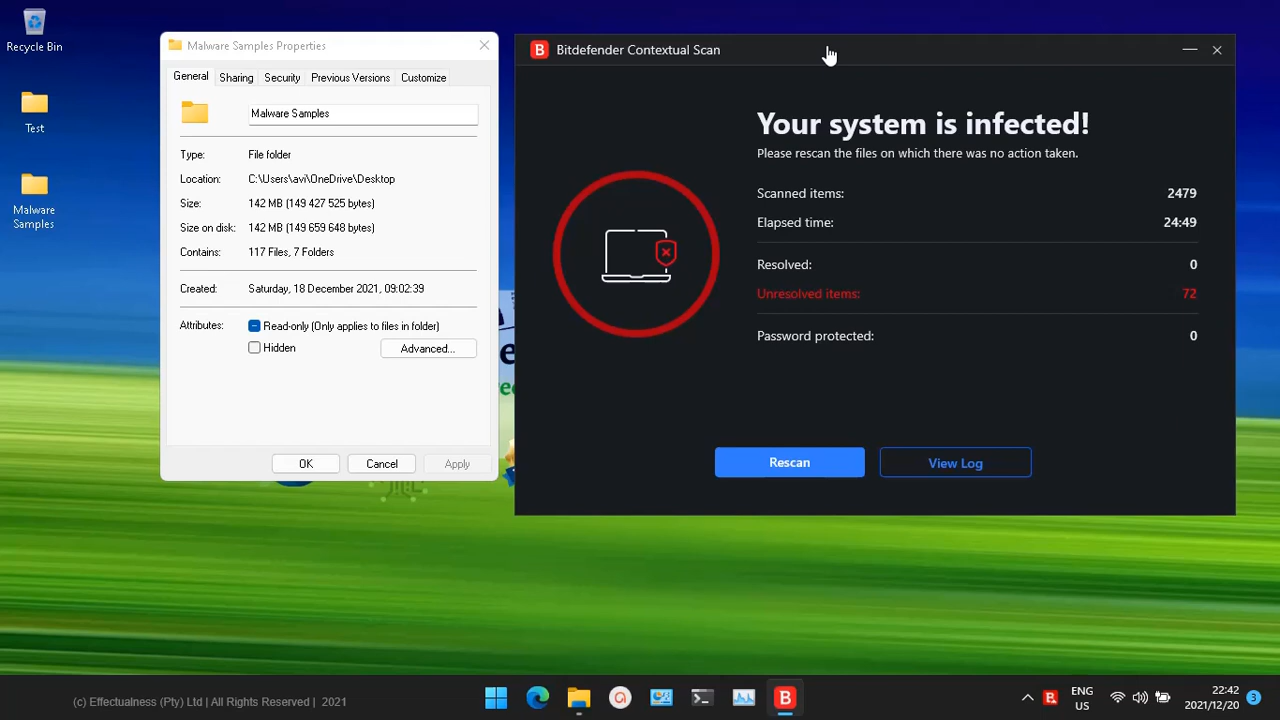 Recycle Bin
Test
Malware
Samples
Malware Samples Properties
General
Sharing
Security
Previous Versions
Customize
Malware Samples
Type:
File folder
Location:
C:\Users\avi\OneDrive\Desktop
Size:
142 MB (149 427 525 bytes)
Size on disk:
142 MB (149 659 648 bytes)
Contains:
117 Files, 7 Folders
Created:
Saturday, 18 December 2021, 09:02:39
Attributes:
Read-only (Only applies to files in folder)
Hidden
Advanced...
OK
Cancel
Apply
B
Bitdefender Contextual Scan
Your system is infected!
Please rescan the files on which there was no action taken.
Scanned items:
2479
Elapsed time:
24:49
Resolved:
0
Unresolved items:
72
Password protected:
0
Rescan
View Log
(c) Effectualness (Pty) Ltd | All Rights Reserved | 2021
B
B
ENG
US
22:42
2021/12/20
3